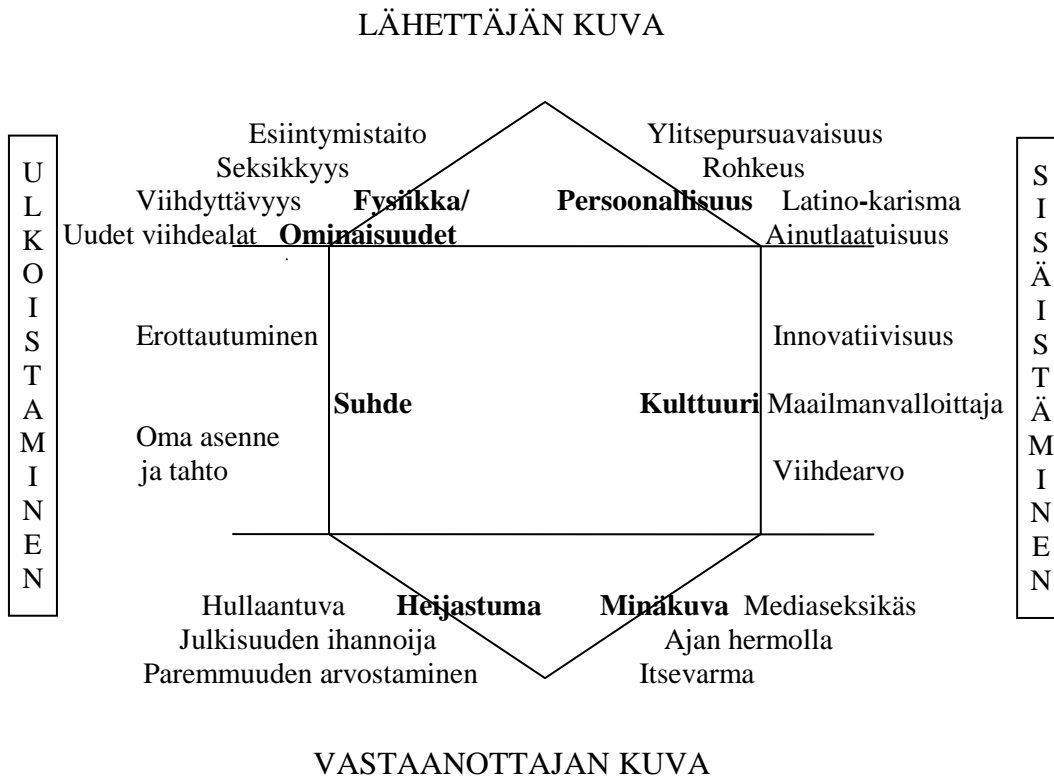 LÄHETTÄJÄN KUVA
Esiintymistaito Ylitsepursuavaisuus
Seksikkyys Rohkeus
Viihdyttävyys Fysiikka/ Persoonallisuus Latino-karisma
Uudet viihdealat Ominaisuudet Ainutlaatuisuus
ULKOISTAMINEN
SISÄISTÄMINEN
Erottautuminen Innovatiivisuus
Suhde Kulttuuri Maailmanvalloittaja
Oma asenne
ja tahto Viihdearvo
Hullaantuva Heijastuma Minäkuva Mediaseksikäs
Julkisuuden ihannoija Ajan hermolla
Paremmuuden arvostaminen Itsevarma
VASTAANOTTAJAN KUVA